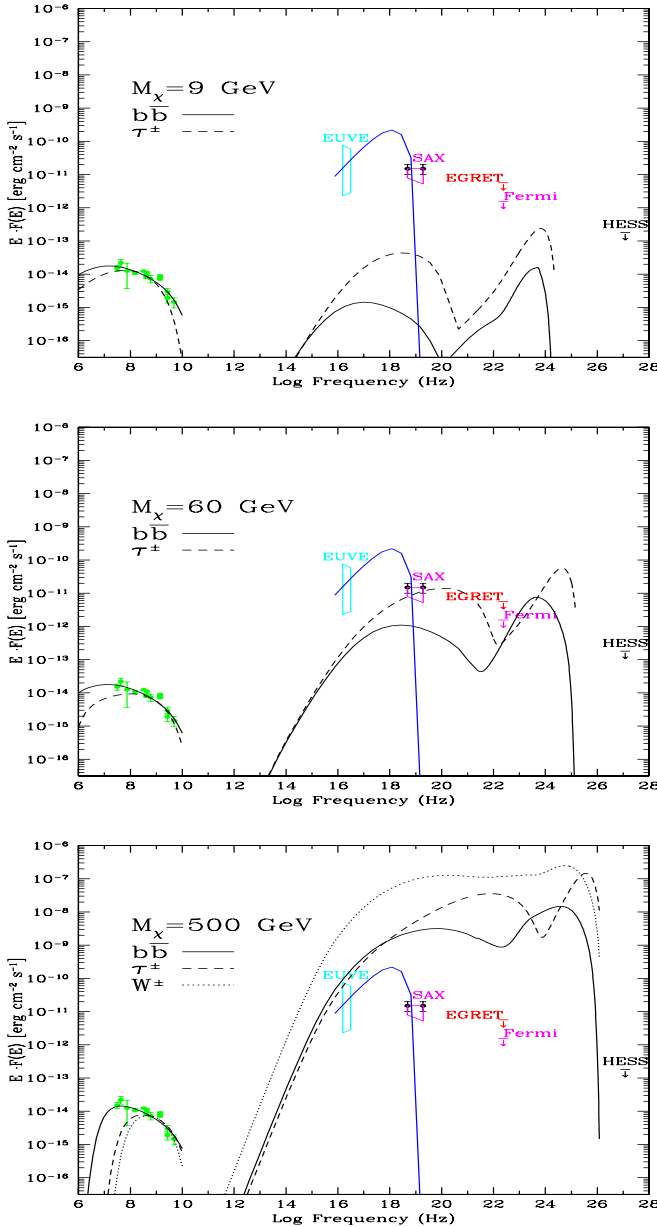 10⁻⁶
10⁻⁷
10⁻⁸
10⁻⁹
10⁻¹⁰
10⁻¹¹
10⁻¹²
10⁻¹³
10⁻¹⁴
10⁻¹⁵
10⁻¹⁶
E ·F(E) [erg cm⁻² s⁻¹]
Mχ=9 GeV
bb̅
τ±
EUVE
SAX
EGRET
Fermi
HESS
6 8 10 12 14 16 18 20 22 24 26 28
Log Frequency (Hz)
10⁻⁶
10⁻⁷
10⁻⁸
10⁻⁹
10⁻¹⁰
10⁻¹¹
10⁻¹²
10⁻¹³
10⁻¹⁴
10⁻¹⁵
10⁻¹⁶
E ·F(E) [erg cm⁻² s⁻¹]
Mχ=60 GeV
bb̅
τ±
EUVE
SAX
EGRET
Fermi
HESS
6 8 10 12 14 16 18 20 22 24 26 28
Log Frequency (Hz)
10⁻⁶
10⁻⁷
10⁻⁸
10⁻⁹
10⁻¹⁰
10⁻¹¹
10⁻¹²
10⁻¹³
10⁻¹⁴
10⁻¹⁵
10⁻¹⁶
E ·F(E) [erg cm⁻² s⁻¹]
Mχ=500 GeV
bb̅
τ±
W±
EUVE
SAX
EGRET
Fermi
HESS
6 8 10 12 14 16 18 20 22 24 26 28
Log Frequency (Hz)